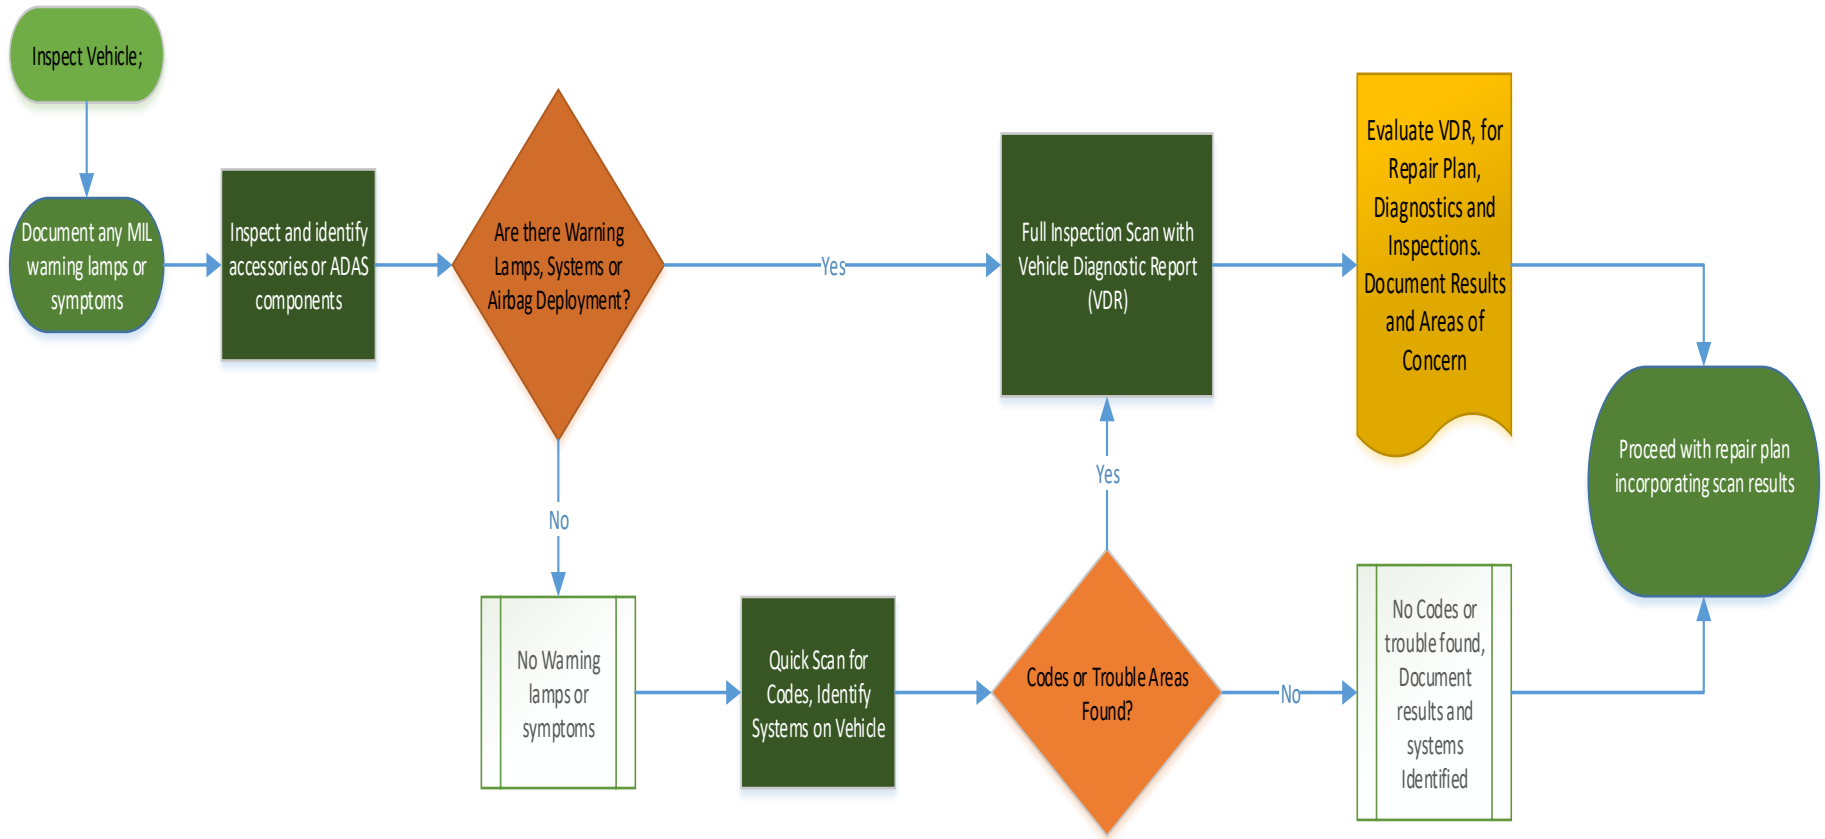 Inspect Vehicle;
Document any MIL
warning lamps or
symptoms
Inspect and identify
accessories or ADAS
components
Are there Warning
Lamps, Systems or
Airbag Deployment?
Yes
Full Inspection Scan with
Vehicle Diagnostic Report
(VDR)
Evaluate VDR, for
Repair Plan,
Diagnostics and
Inspections.
Document Results
and Areas of
Concern
Proceed with repair plan
incorporating scan results
No
No Warning
lamps or
symptoms
Quick Scan for
Codes, Identify
Systems on Vehicle
Codes or Trouble Areas
Found?
Yes
No
No Codes or
trouble found,
Document
results and
systems
Identified